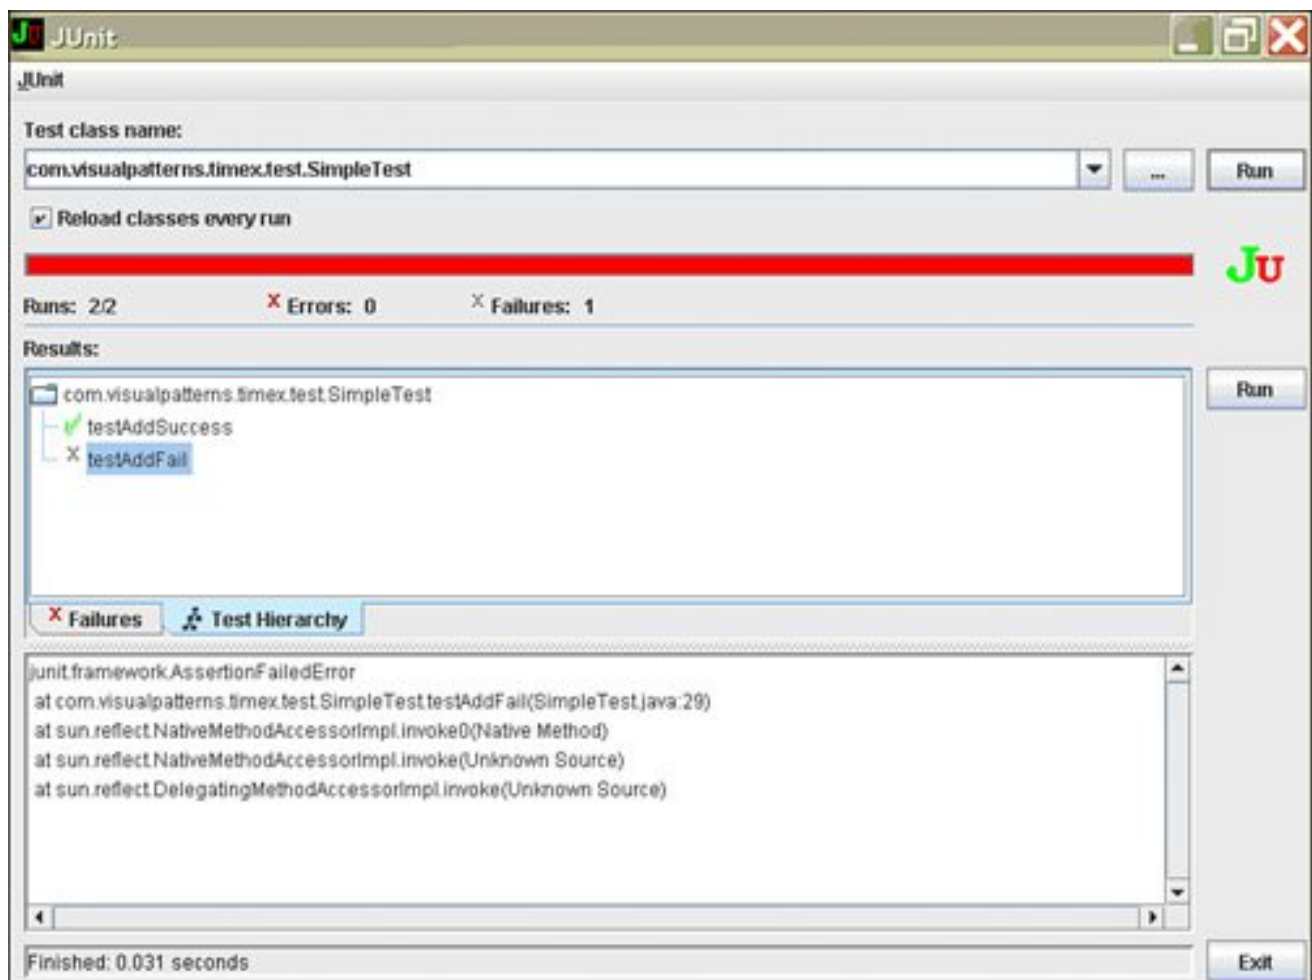 JU JUnit
JUnit
Test class name:
com.visualpatterns.timex.test.SimpleTest
...
Run
Reload classes every run
JU
Runs: 2/2 X Errors: 0 X Failures: 1
Results:
com.visualpatterns.timex.test.SimpleTest
Run
testAddSuccess
X testAddFail
X Failures Test Hierarchy
junit.framework.AssertionFailedError
at com.visualpatterns.timex.test.SimpleTest.testAddFail(SimpleTest.java:29)
at sun.reflect.NativeMethodAccessorImpl.invoke0(Native Method)
at sun.reflect.NativeMethodAccessorImpl.invoke(Unknown Source)
at sun.reflect.DelegatingMethodAccessorImpl.invoke(Unknown Source)
Finished: 0.031 seconds
Exit